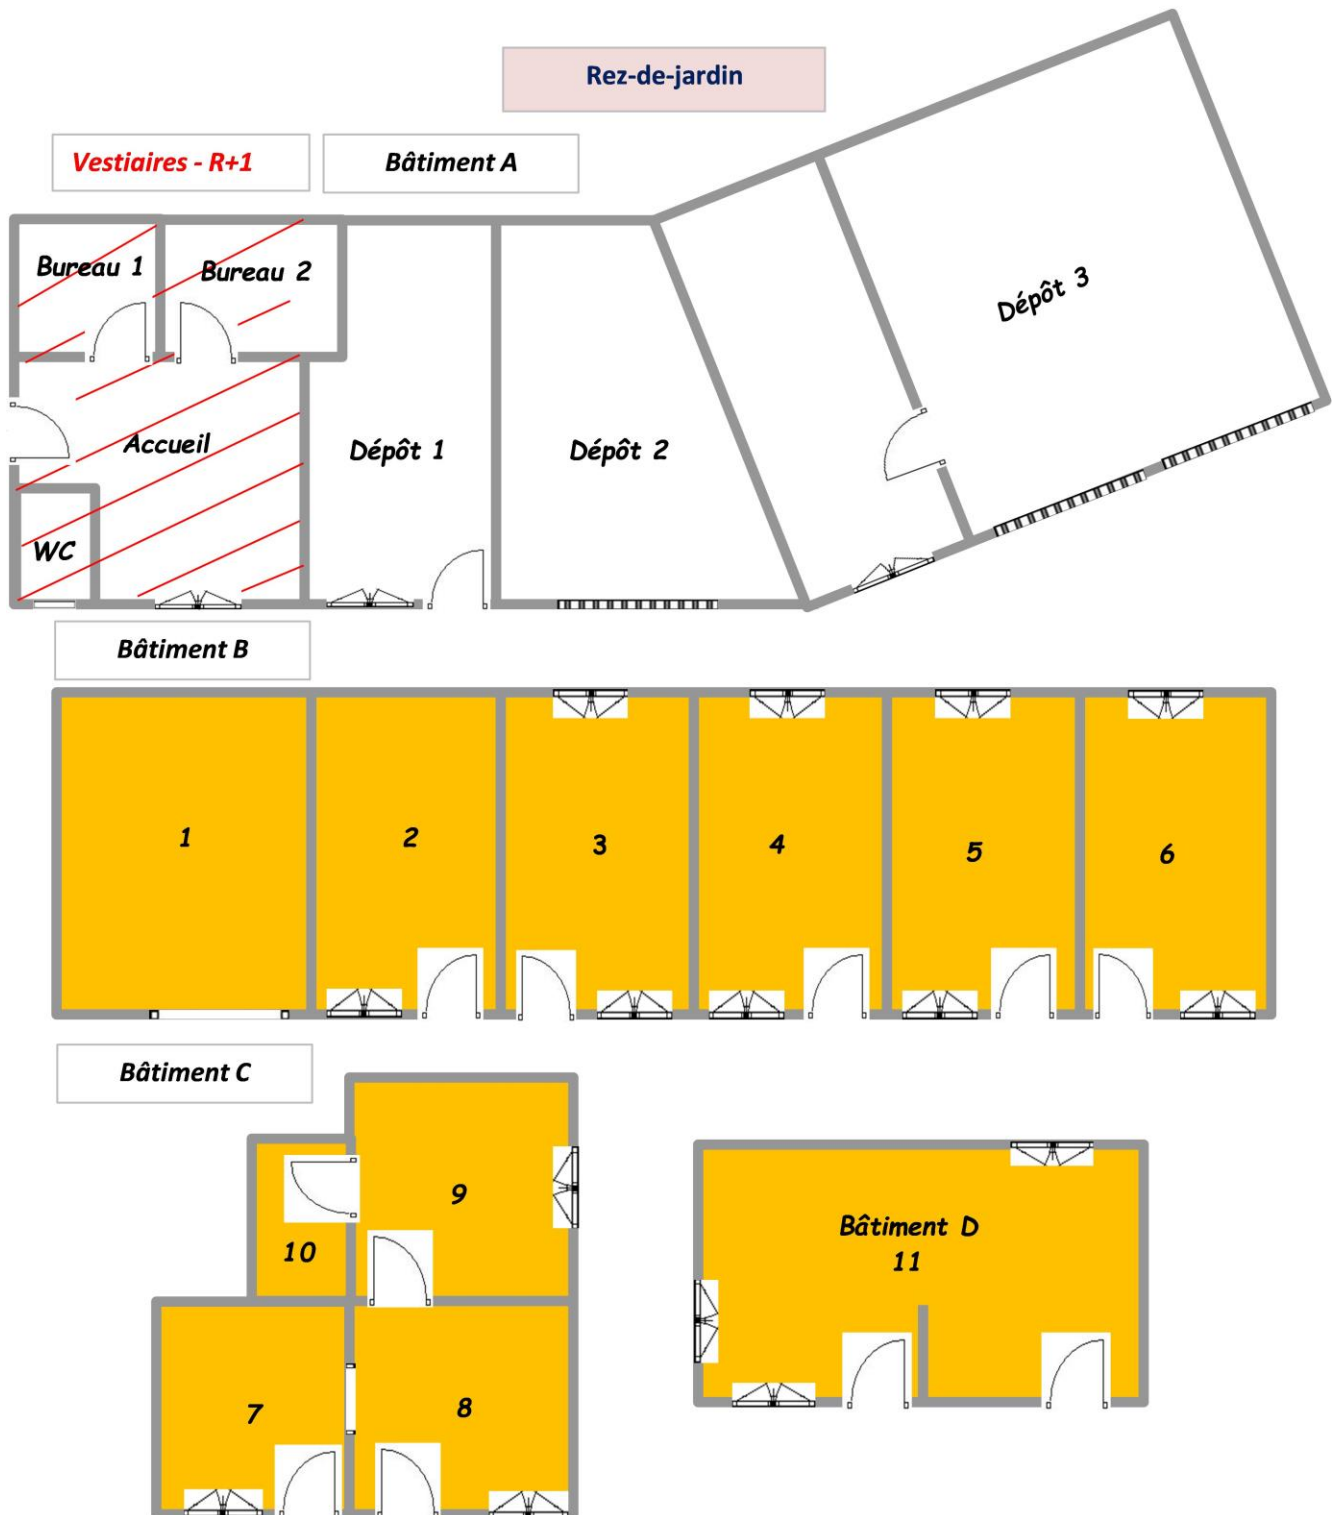 Rez-de-jardin
Vestiaires - R+1
Bâtiment A
Bureau 1
Bureau 2
Dépôt 3
Accueil
Dépôt 1
Dépôt 2
WC
Bâtiment B
1
2
3
4
5
6
Bâtiment C
9
10
Bâtiment D
11
7
8